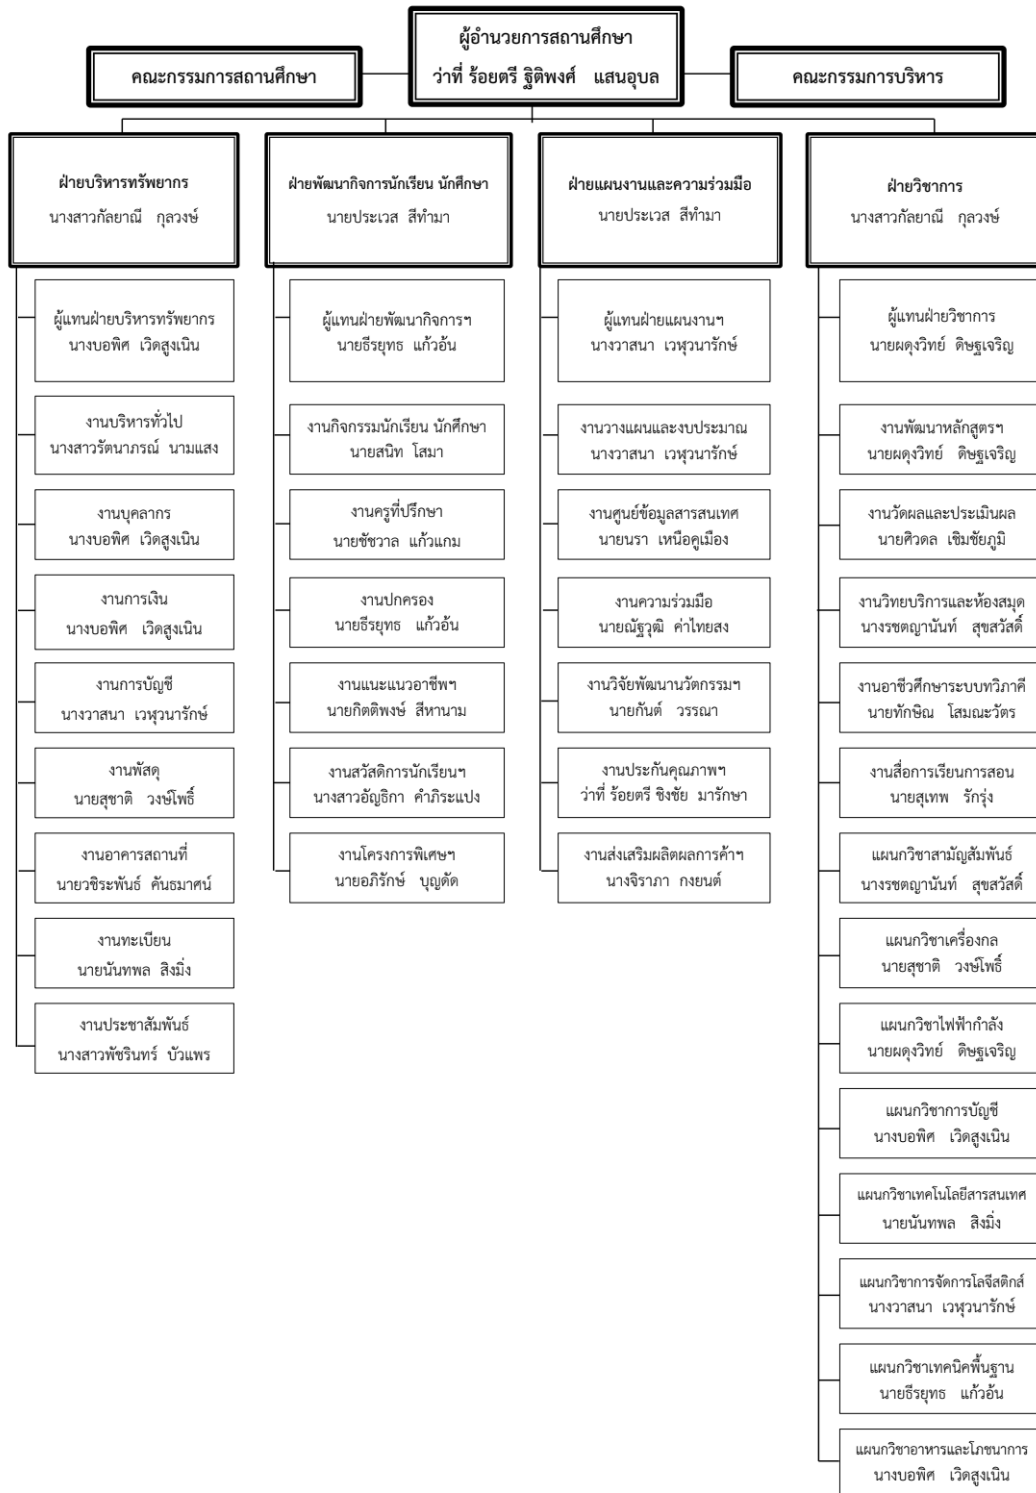 ผู้อำนวยการสถานศึกษา
ว่าที่ ร้อยตรี ฐิติพงศ์ แสนอุบล
คณะกรรมการสถานศึกษา
คณะกรรมการบริหาร
ฝ่ายบริหารทรัพยากร
นางสาวกัลยาณี กุลวงษ์
ผู้แทนฝ่ายบริหารทรัพยากร
นางบอพิศ เวิดสูงเนิน
งานบริหารทั่วไป
นางสาวรัตนาภรณ์ นามแสง
งานบุคลากร
นางบอพิศ เวิดสูงเนิน
งานการเงิน
นางบอพิศ เวิดสูงเนิน
งานการบัญชี
นางวาสนา เวฬุวนารักษ์
งานพัสดุ
นายสุชาติ วงษ์โพธิ์
งานอาคารสถานที่
นายวชิระพันธ์ คันธมาศน์
งานทะเบียน
นายนันทพล สิงมิ่ง
งานประชาสัมพันธ์
นางสาวพัชรินทร์ บัวแพร
ฝ่ายพัฒนากิจการนักเรียน นักศึกษา
นายประเวส สีทำมา
ผู้แทนฝ่ายพัฒนากิจการฯ
นายธีรยุทธ แก้วอ้น
งานกิจกรรมนักเรียน นักศึกษา
นายสนิท โสมา
งานครูที่ปรึกษา
นายชัชวาล แก้วแกม
งานปกครอง
นายธีรยุทธ แก้วอ้น
งานแนะแนวอาชีพฯ
นายกิตติพงษ์ สีหานาม
งานสวัสดิการนักเรียนฯ
นางสาวอัญธิกา คำภิระแปง
งานโครงการพิเศษฯ
นายอภิรักษ์ บุญดัด
ฝ่ายแผนงานและความร่วมมือ
นายประเวส สีทำมา
ผู้แทนฝ่ายแผนงานฯ
นางวาสนา เวฬุวนารักษ์
งานวางแผนและงบประมาณ
นางวาสนา เวฬุวนารักษ์
งานศูนย์ข้อมูลสารสนเทศ
นายนรา เหนือคูเมือง
งานความร่วมมือ
นายณัฐวุฒิ ค่าไทยสง
งานวิจัยพัฒนานวัตกรรมฯ
นายกันต์ วรรณา
งานประกันคุณภาพฯ
ว่าที่ ร้อยตรี ชิงชัย มารักษา
งานส่งเสริมผลิตผลการค้าฯ
นางจิราภา กงยนต์
ฝ่ายวิชาการ
นางสาวกัลยาณี กุลวงษ์
ผู้แทนฝ่ายวิชาการ
นายผดุงวิทย์ ดิษฐเจริญ
งานพัฒนาหลักสูตรฯ
นายผดุงวิทย์ ดิษฐเจริญ
งานวัดผลและประเมินผล
นายศิวดล เชิมชัยภูมิ
งานวิทยบริการและห้องสมุด
นางรชตญานันท์ สุขสวัสดิ์
งานอาชีวศึกษาระบบทวิภาคี
นายทักษิณ โสมณะวัตร
งานสื่อการเรียนการสอน
นายสุเทพ รักรุ่ง
แผนกวิชาสามัญสัมพันธ์
นางรชตญานันท์ สุขสวัสดิ์
แผนกวิชาเครื่องกล
นายสุชาติ วงษ์โพธิ์
แผนกวิชาไฟฟ้ากำลัง
นายผดุงวิทย์ ดิษฐเจริญ
แผนกวิชาการบัญชี
นางบอพิศ เวิดสูงเนิน
แผนกวิชาเทคโนโลยีสารสนเทศ
นายนันทพล สิงมิ่ง
แผนกวิชาการจัดการโลจีสติกส์
นางวาสนา เวฬุวนารักษ์
แผนกวิชาเทคนิคพื้นฐาน
นายธีรยุทธ แก้วอ้น
แผนกวิชาอาหารและโภชนาการ
นางบอพิศ เวิดสูงเนิน